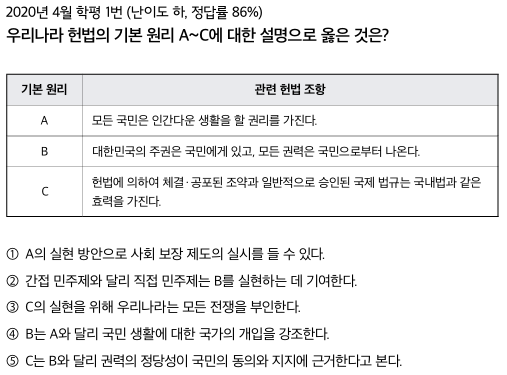 2020년 4월 학평 1번 (난이도 하, 정답률 86%)
우리나라 헌법의 기본 원리 A~C에 대한 설명으로 옳은 것은?
기본 원리 관련 헌법 조항
A 모든 국민은 인간다운 생활을 할 권리를 가진다.
B 대한민국의 주권은 국민에게 있고, 모든 권력은 국민으로부터 나온다.
C 헌법에 의하여 체결·공포된 조약과 일반적으로 승인된 국제 법규는 국내법과 같은
효력을 가진다.
① A의 실현 방안으로 사회 보장 제도의 실시를 들 수 있다.
② 간접 민주제와 달리 직접 민주제는 B를 실현하는 데 기여한다.
③ C의 실현을 위해 우리나라는 모든 전쟁을 부인한다.
④ B는 A와 달리 국민 생활에 대한 국가의 개입을 강조한다.
⑤ C는 B와 달리 권력의 정당성이 국민의 동의와 지지에 근거한다고 본다.